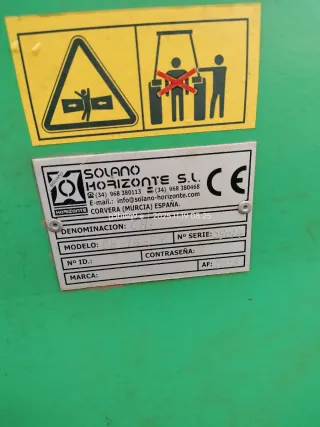 SOLANO
HORIZONTE S.L.
(34) 968 380113 (34) 968 380468
E-mail.: info@solano-horizonte.com
CORVERA (MURCIA) ESPAÑA.
HORIZONTE
CE
DENOMINACION:
MODELO: Nº SERIE:
Nº ID.: CONTRASEÑA:
MARCA: AF: